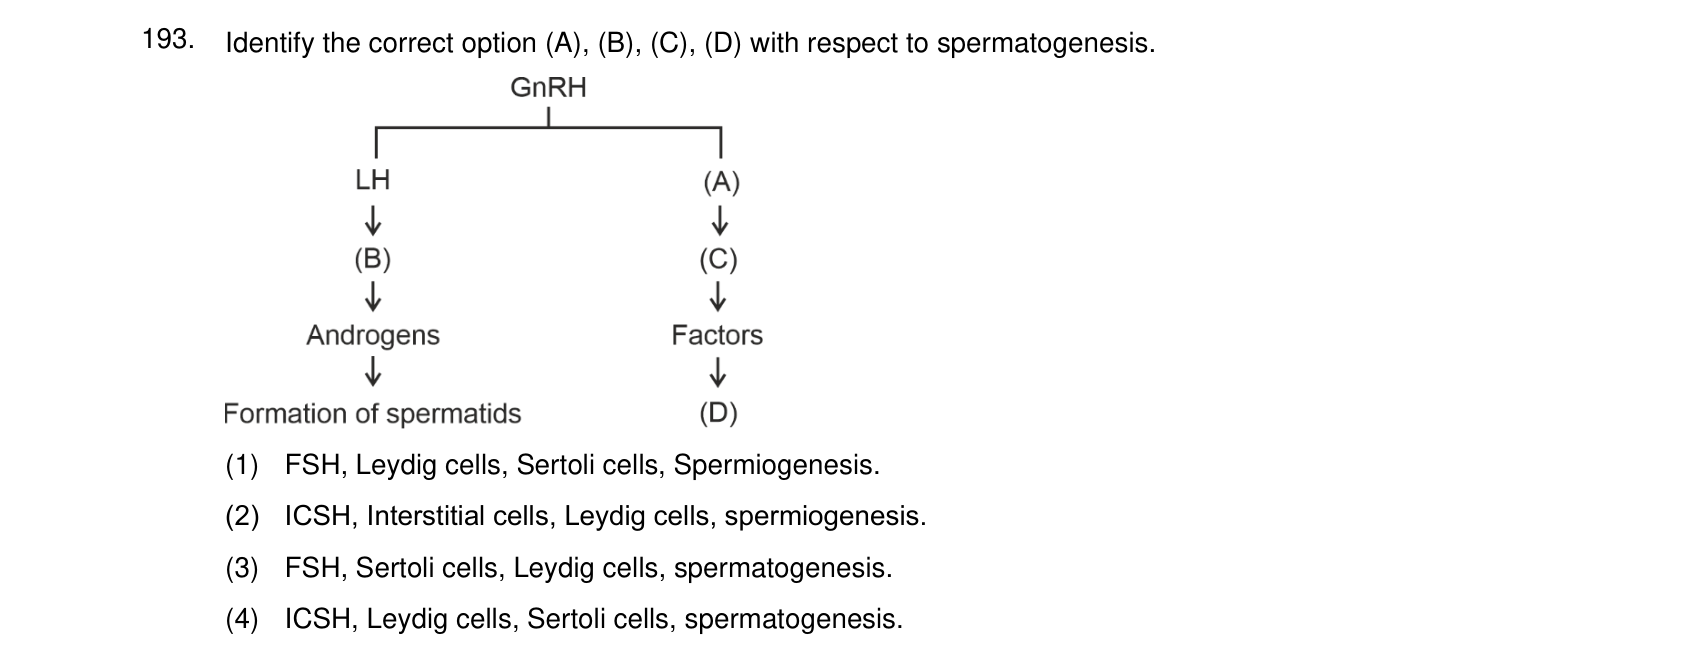 193. Identify the correct option (A), (B), (C), (D) with respect to spermatogenesis.
GnRH
LH (A)
(B) (C)
Androgens Factors
Formation of spermatids (D)
(1) FSH, Leydig cells, Sertoli cells, Spermiogenesis.
(2) ICSH, Interstitial cells, Leydig cells, spermiogenesis.
(3) FSH, Sertoli cells, Leydig cells, spermatogenesis.
(4) ICSH, Leydig cells, Sertoli cells, spermatogenesis.